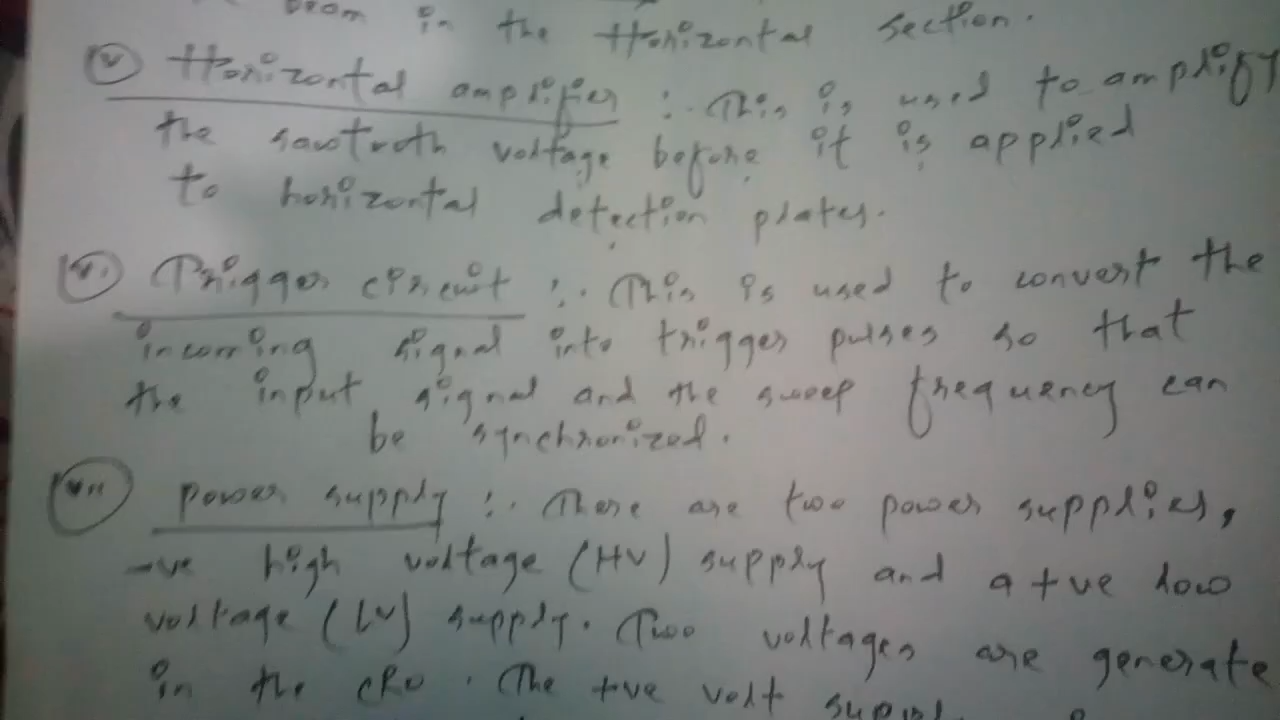 beam in the Horizontal section.
(v) Horizontal amplifier :. This is used to amplify
the sawtooth voltage before it is applied
to horizontal detection plates.
(vi) Trigger circuit :. This is used to convert the
incoming signal into trigger pulses so that
the input signal and the sweep frequency can
be synchronized.
(vii) power supply :. There are two power supplies,
-ve high voltage (HV) supply and a +ve low
voltage (LV) supply. Two voltages are generate
in the CRO. The +ve volt supply